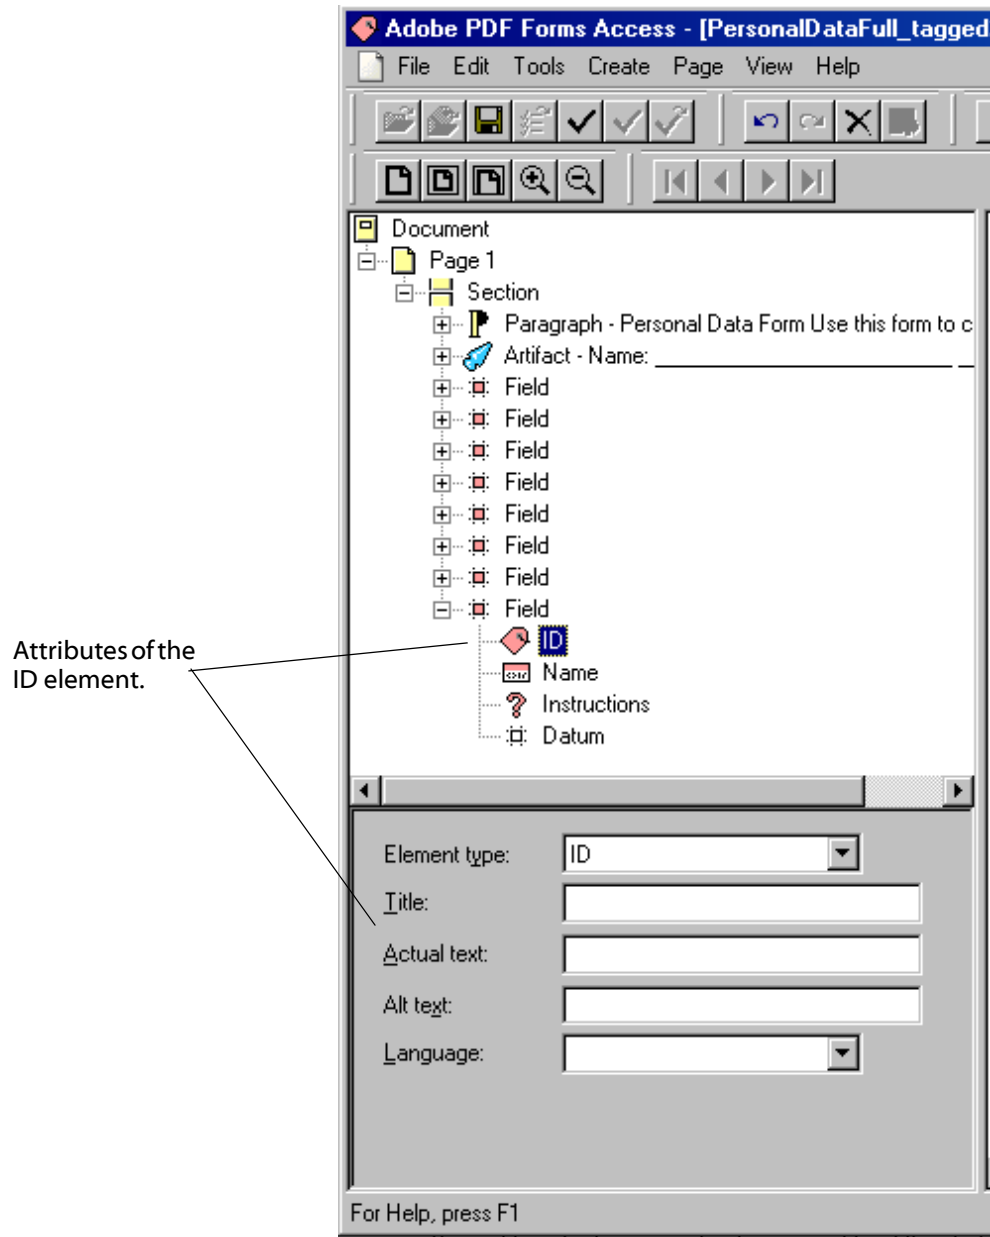 Adobe PDF Forms Access - [PersonalDataFull_tagged
File Edit Tools Create Page View Help
Document
Page 1
Section
Paragraph - Personal Data Form Use this form to c
Artifact - Name: ______________________ __
Field
Field
Field
Field
Field
Field
Field
Field
ID
Name
Instructions
Datum
Attributes of the
ID element.
Element type: ID
Title:
Actual text:
Alt text:
Language:
For Help, press F1